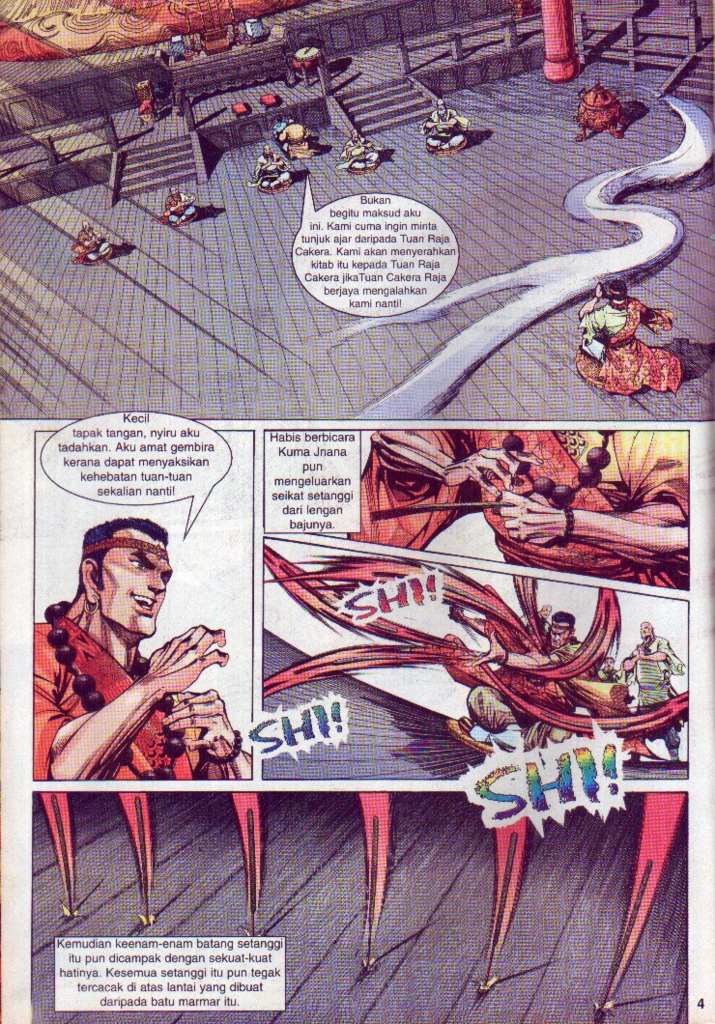 Bukan
begitu maksud aku
ini. Kami cuma ingin minta
tunjuk ajar daripada Tuan Raja
Cakera. Kami akan menyerahkan
kitab itu kepada Tuan Raja
Cakera jikaTuan Cakera Raja
berjaya mengalahkan
kami nanti!
Kecil
tapak tangan, nyiru aku
tadahkan. Aku amat gembira
kerana dapat menyaksikan
kehebatan tuan-tuan
sekalian nanti!
Habis berbicara
Kuma Jnana
pun
mengeluarkan
seikat setanggi
dari lengan
bajunya.
SHI!
SHI!
SHI!
Kemudian keenam-enam batang setanggi
itu pun dicampak dengan sekuat-kuat
hatinya. Kesemua setanggi itu pun tegak
tercacak di atas lantai yang dibuat
daripada batu marmar itu.
4